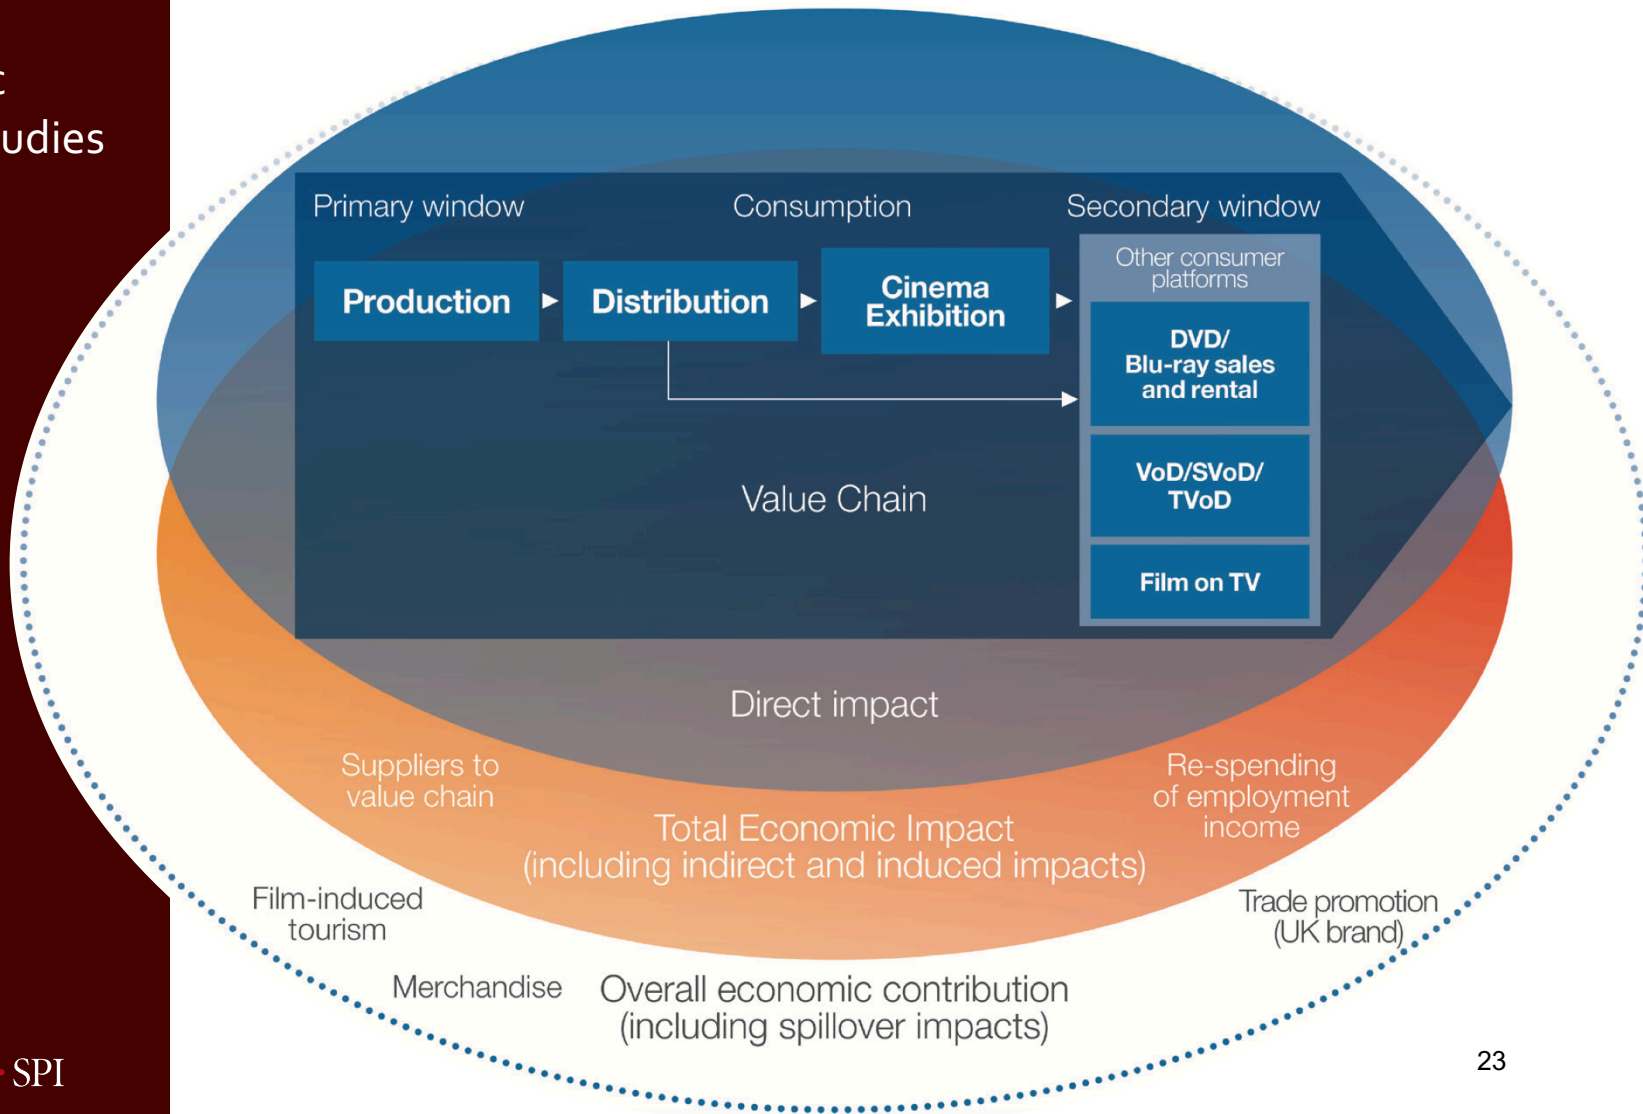 c
udies
Primary window
Consumption
Secondary window
Production
Distribution
Cinema
Exhibition
Other consumer
platforms
DVD/
Blu-ray sales
and rental
VoD/SVoD/
TVoD
Film on TV
Value Chain
Direct impact
Suppliers to
value chain
Re-spending
of employment
income
Total Economic Impact
(including indirect and induced impacts)
Film-induced
tourism
Trade promotion
(UK brand)
Merchandise
Overall economic contribution
(including spillover impacts)
SPI
23